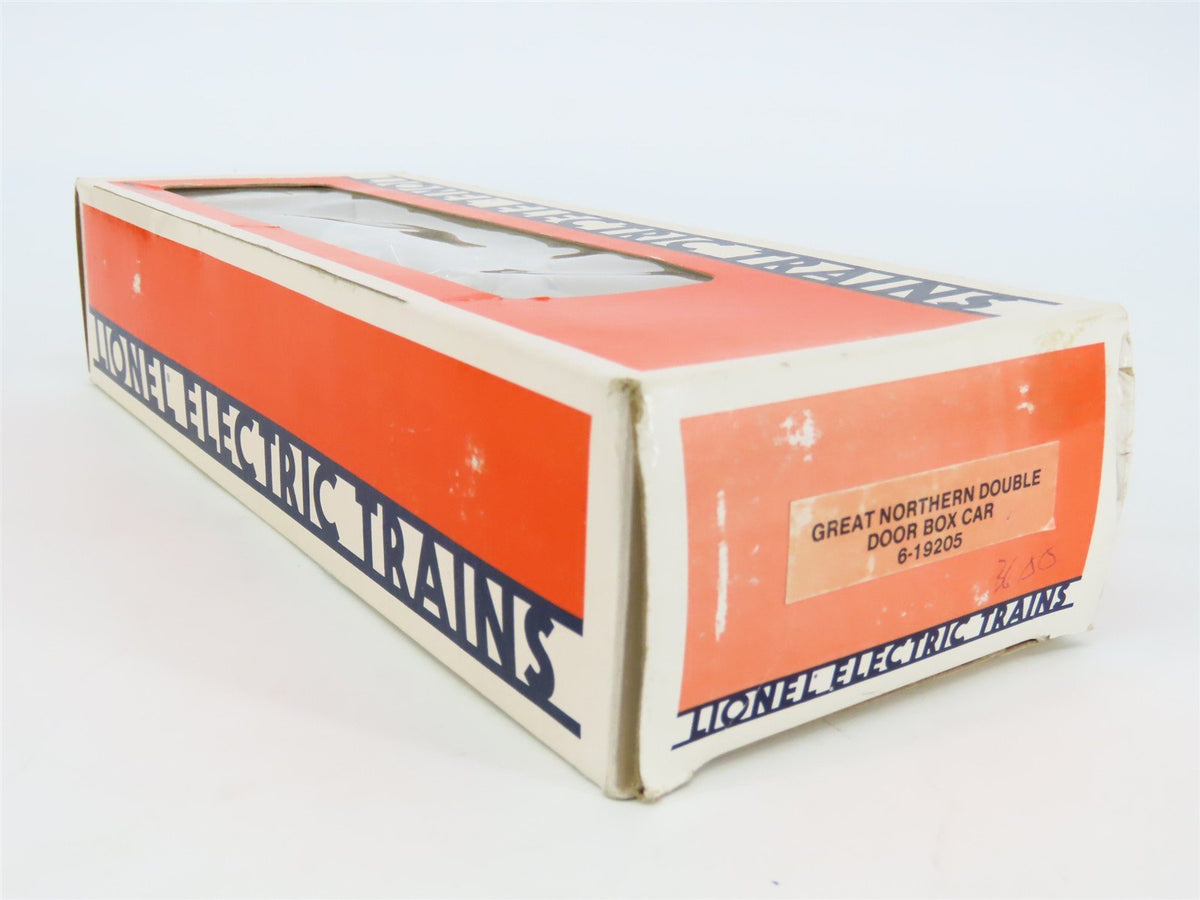 LIONEL ELECTRIC TRAINS
LIONEL ELECTRIC TRAINS
GREAT NORTHERN DOUBLE
DOOR BOX CAR
6-19205
LIONEL ELECTRIC TRAINS